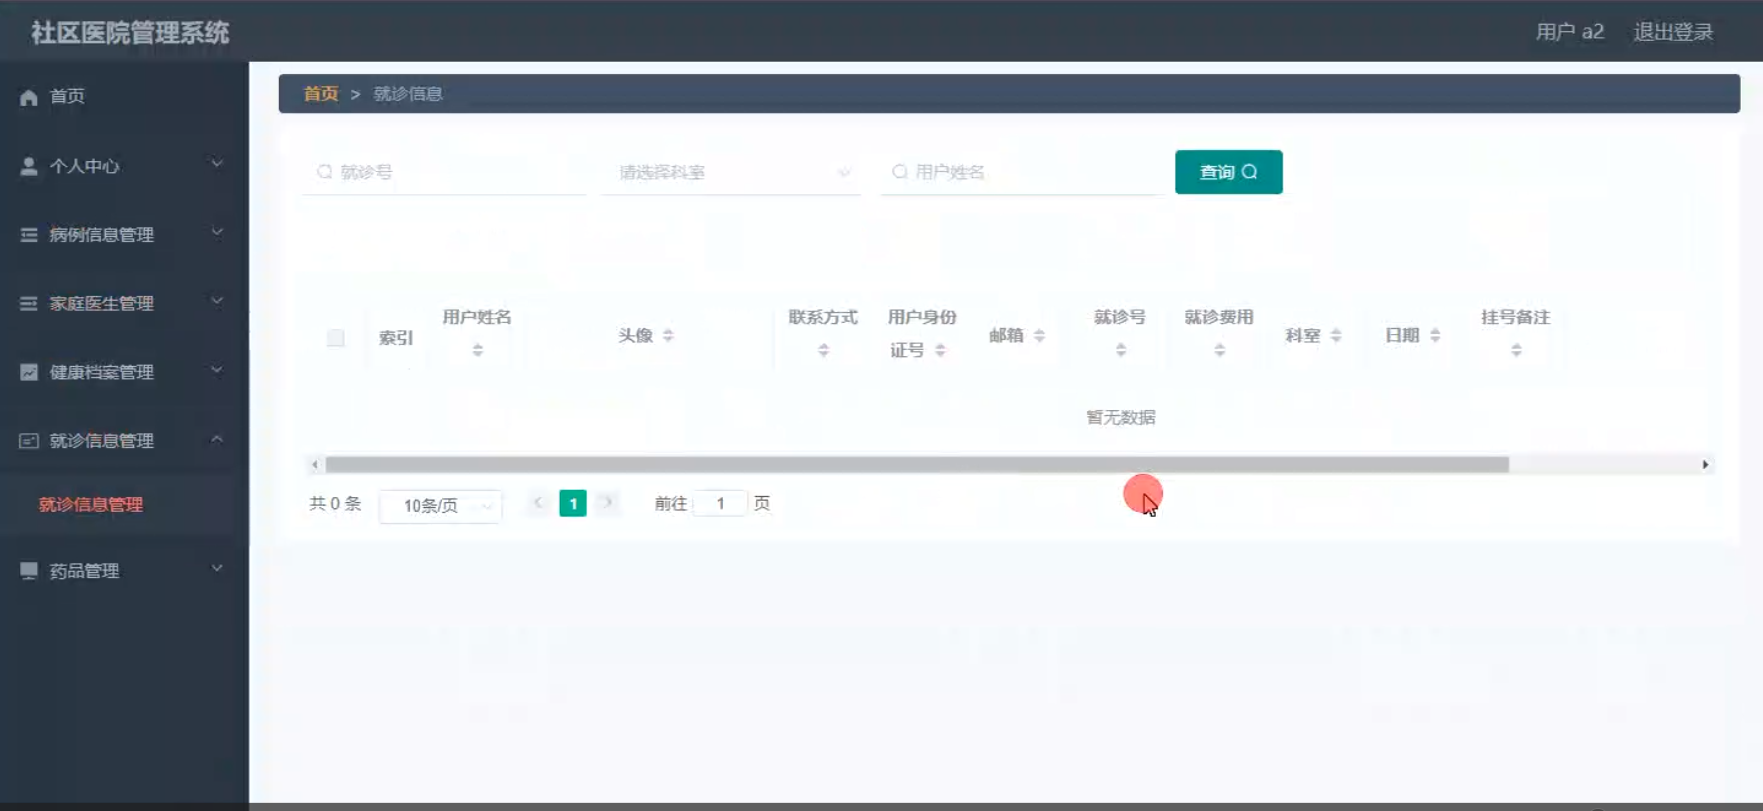 社区医院管理系统
用户 a2 退出登录
首页
个人中心
病例信息管理
家庭医生管理
健康档案管理
就诊信息管理
就诊信息管理
药品管理
首页 > 就诊信息
就诊号 请选择科室 用户姓名 查询
索引 用户姓名 头像 联系方式 用户身份证号 邮箱 就诊号 就诊费用 科室 日期 挂号备注
暂无数据
共 0 条 10条/页 1 前往 1 页